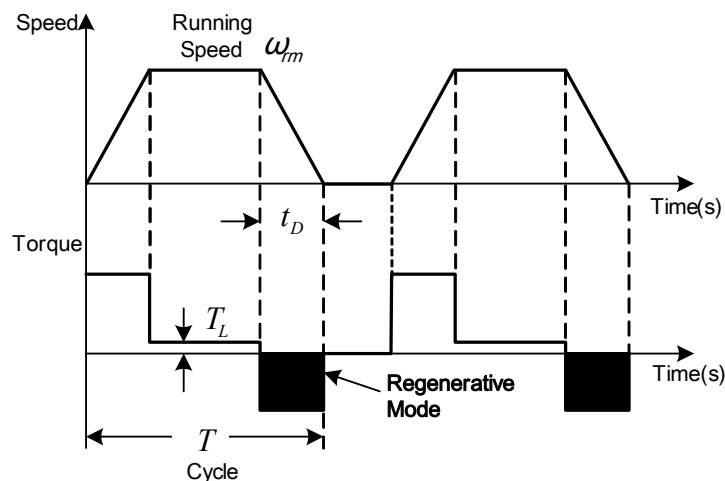 Speed
Running
Speed
ω_rm
Time(s)
t_D
Torque
T_L
Time(s)
Regenerative
Mode
T
Cycle